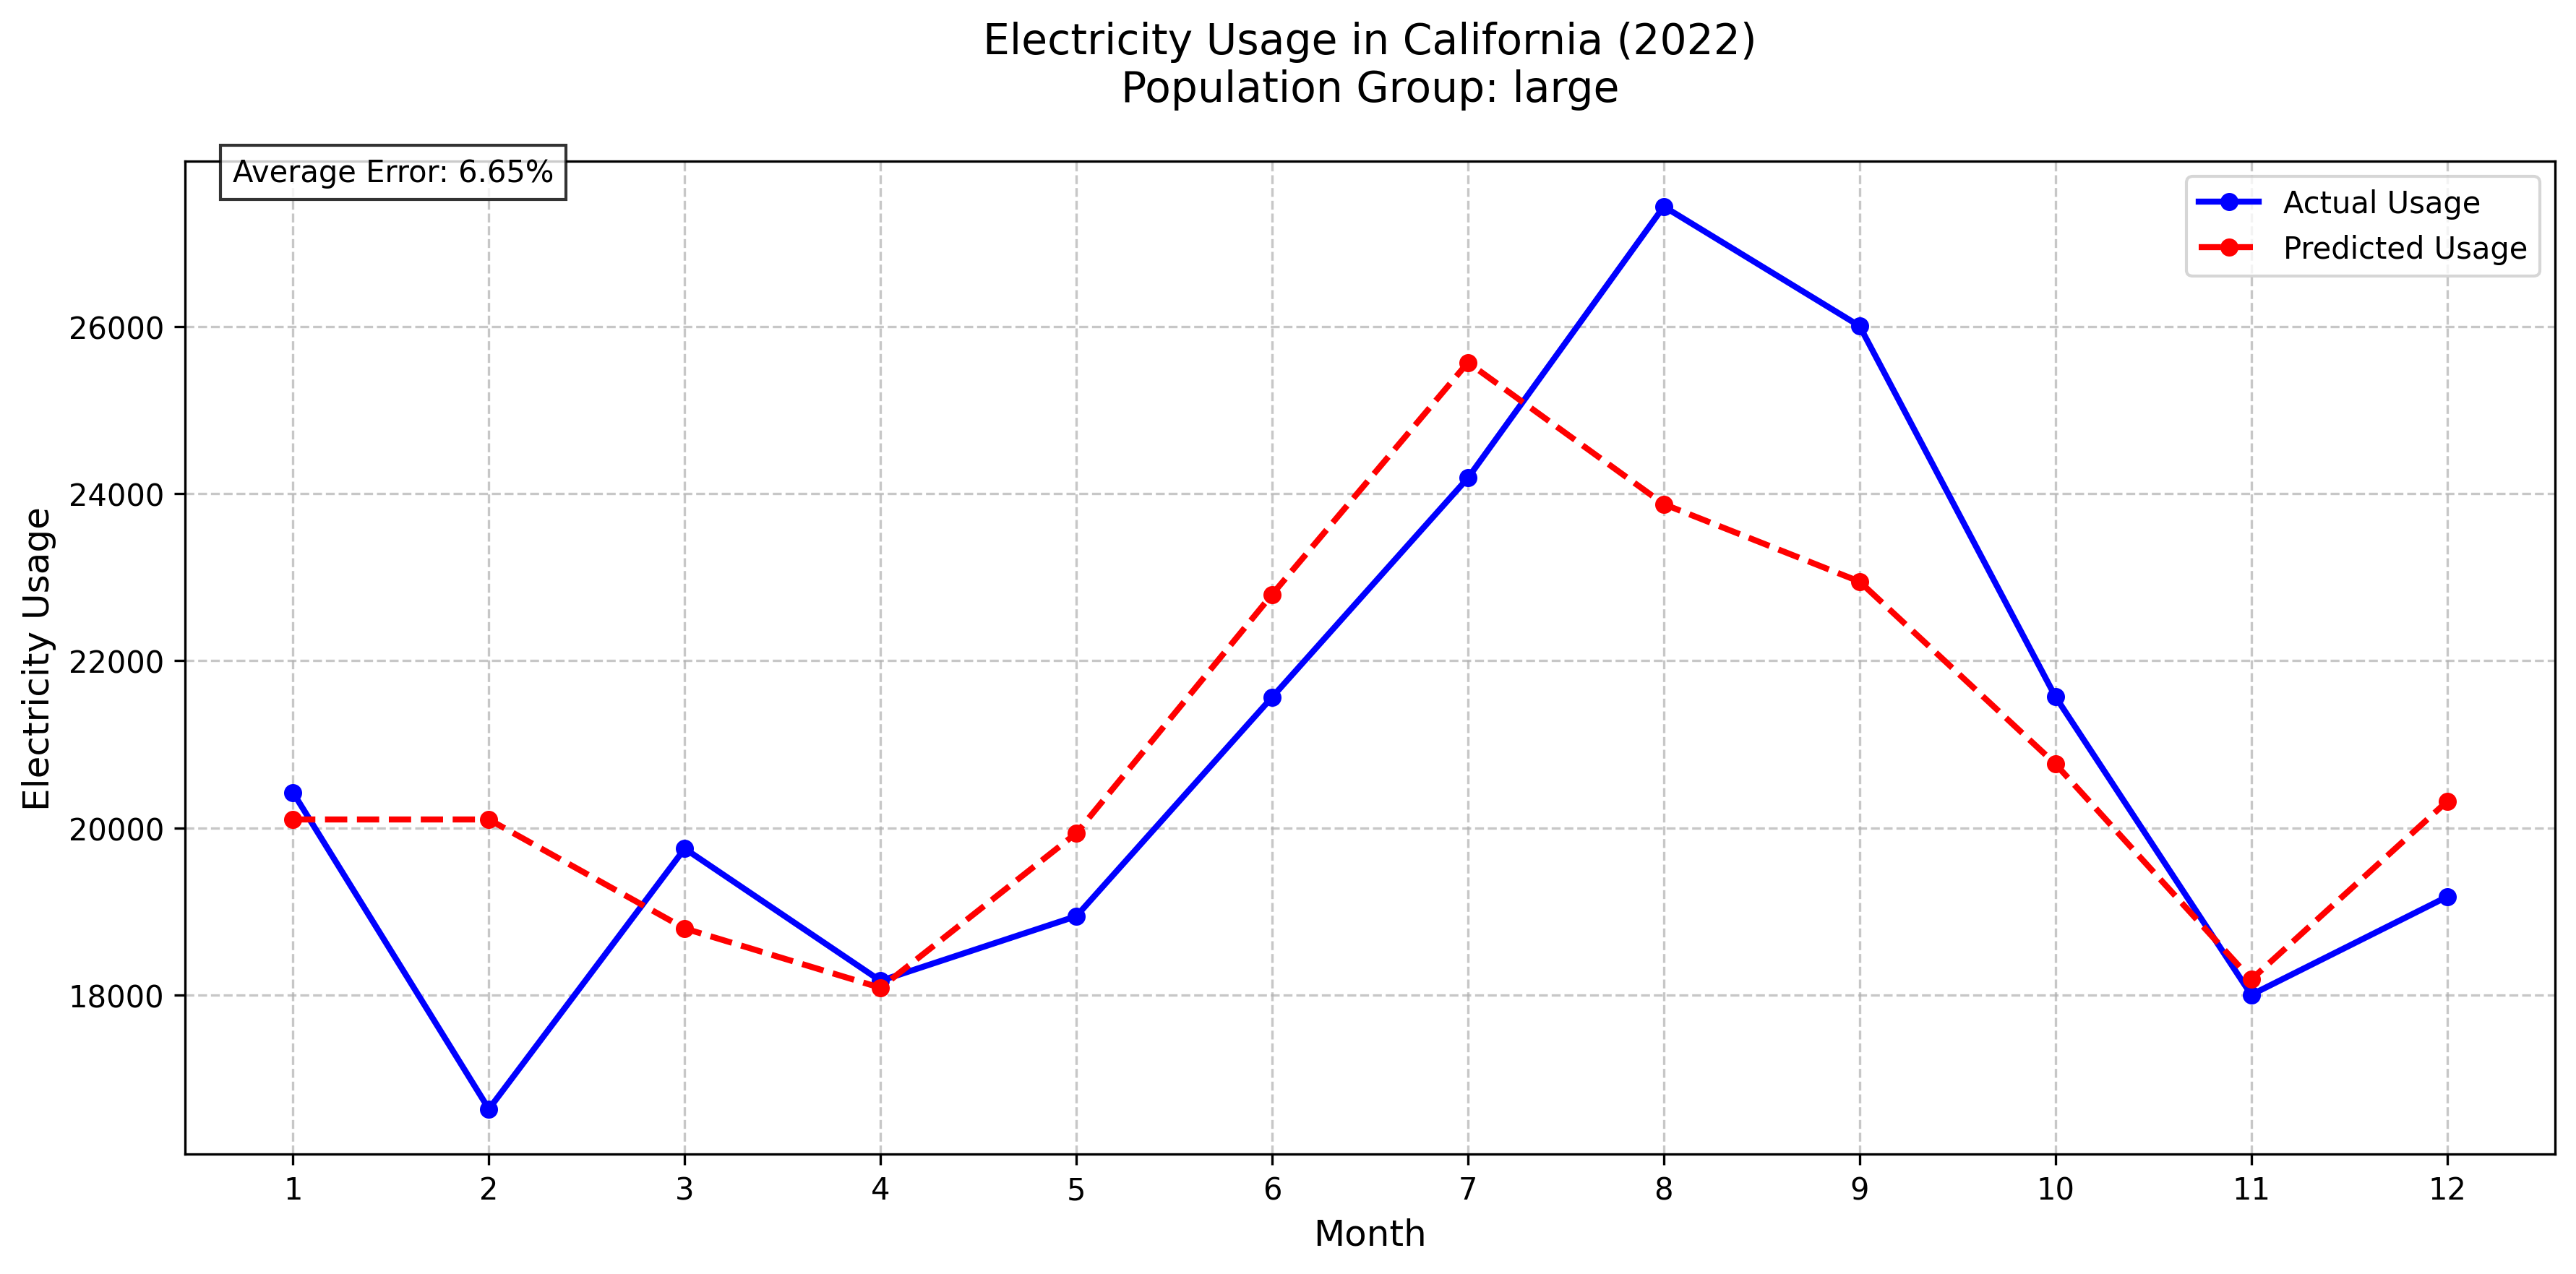 Electricity Usage in California (2022)
Population Group: large
Average Error: 6.65%
Actual Usage
Predicted Usage
Electricity Usage
26000
24000
22000
20000
18000
1 2 3 4 5 6 7 8 9 10 11 12
Month